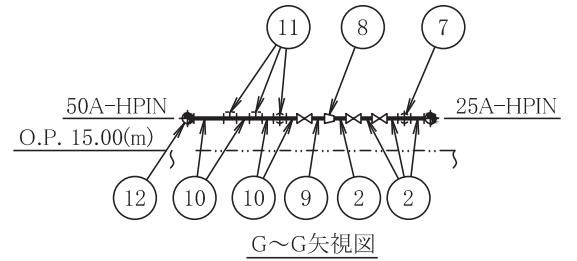 11 8 7
50A-HPIN 25A-HPIN
O.P. 15.00(m)
12 10 10 9 2 2
G～G矢視図